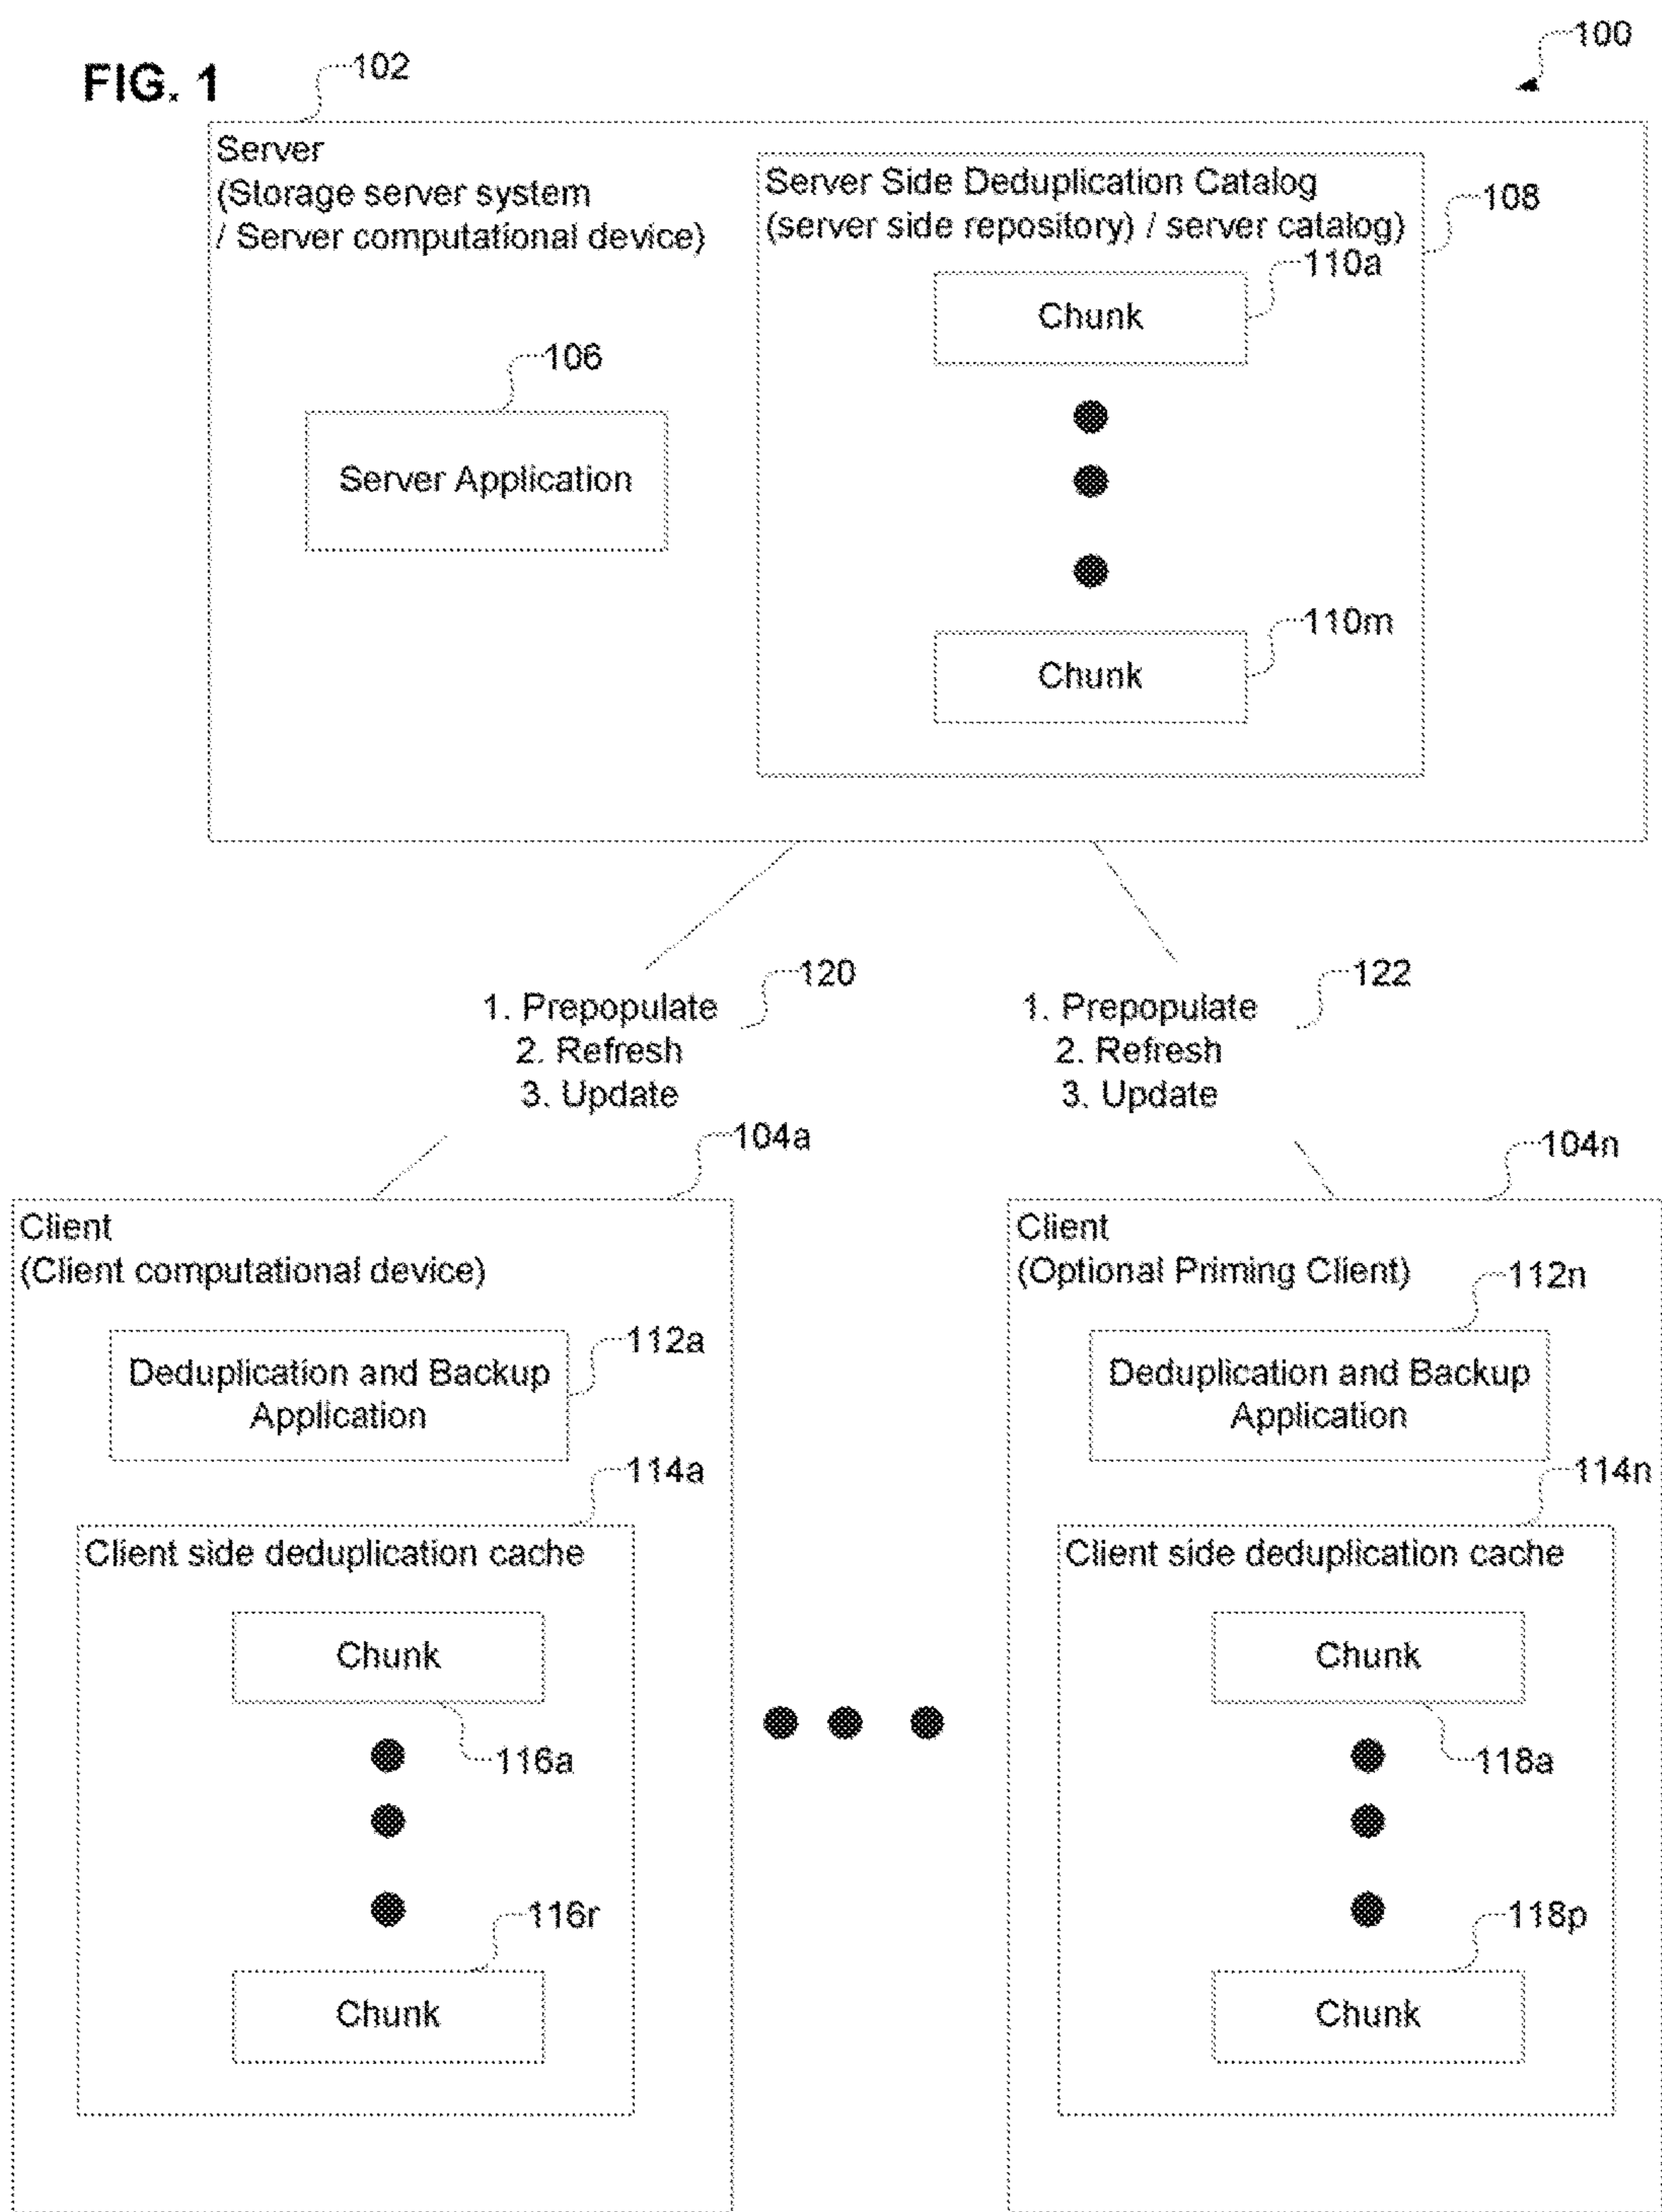 100
FIG. 1
102
Server
(Storage server system
/ Server computational device)
Server Side Deduplication Catalog
(server side repository) / server catalog)
108
110a
Chunk
106
Server Application
110m
Chunk
1. Prepopulate
2. Refresh
3. Update
120
1. Prepopulate
2. Refresh
3. Update
122
104a
Client
(Client computational device)
112a
Deduplication and Backup
Application
114a
Client side deduplication cache
Chunk
116a
116r
Chunk
104n
Client
(Optional Priming Client)
112n
Deduplication and Backup
Application
114n
Client side deduplication cache
Chunk
118a
118p
Chunk